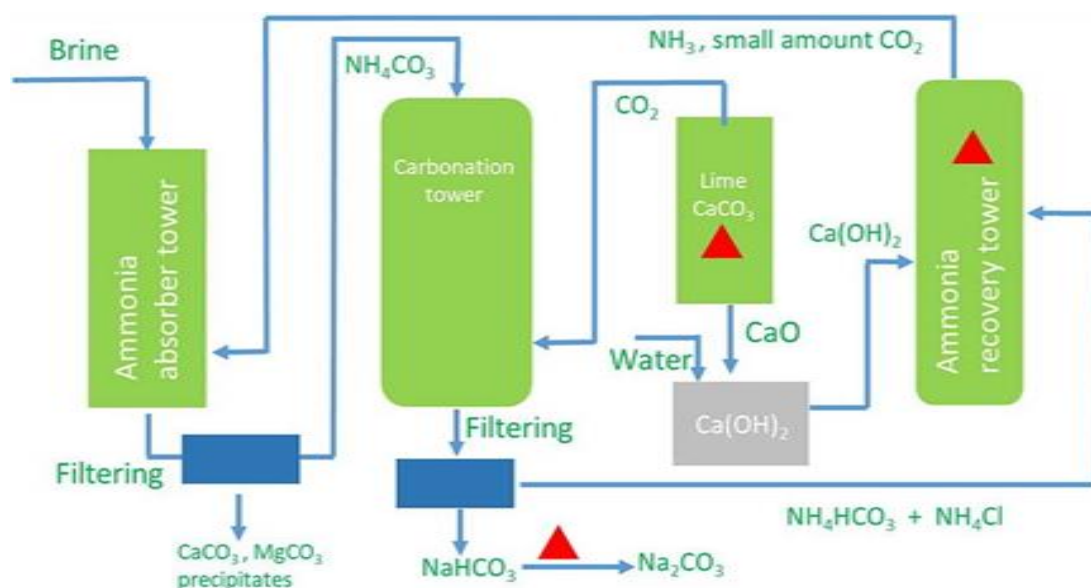 Brine
NH₃, small amount CO₂
NH₄CO₃
CO₂
Carbonation
tower
Lime
CaCO₃
Ammonia
absorber tower
Ca(OH)₂
Ammonia
recovery tower
CaO
Water
Ca(OH)₂
Filtering
Filtering
NH₄HCO₃ + NH₄Cl
CaCO₃, MgCO₃
precipitates
NaHCO₃
Na₂CO₃